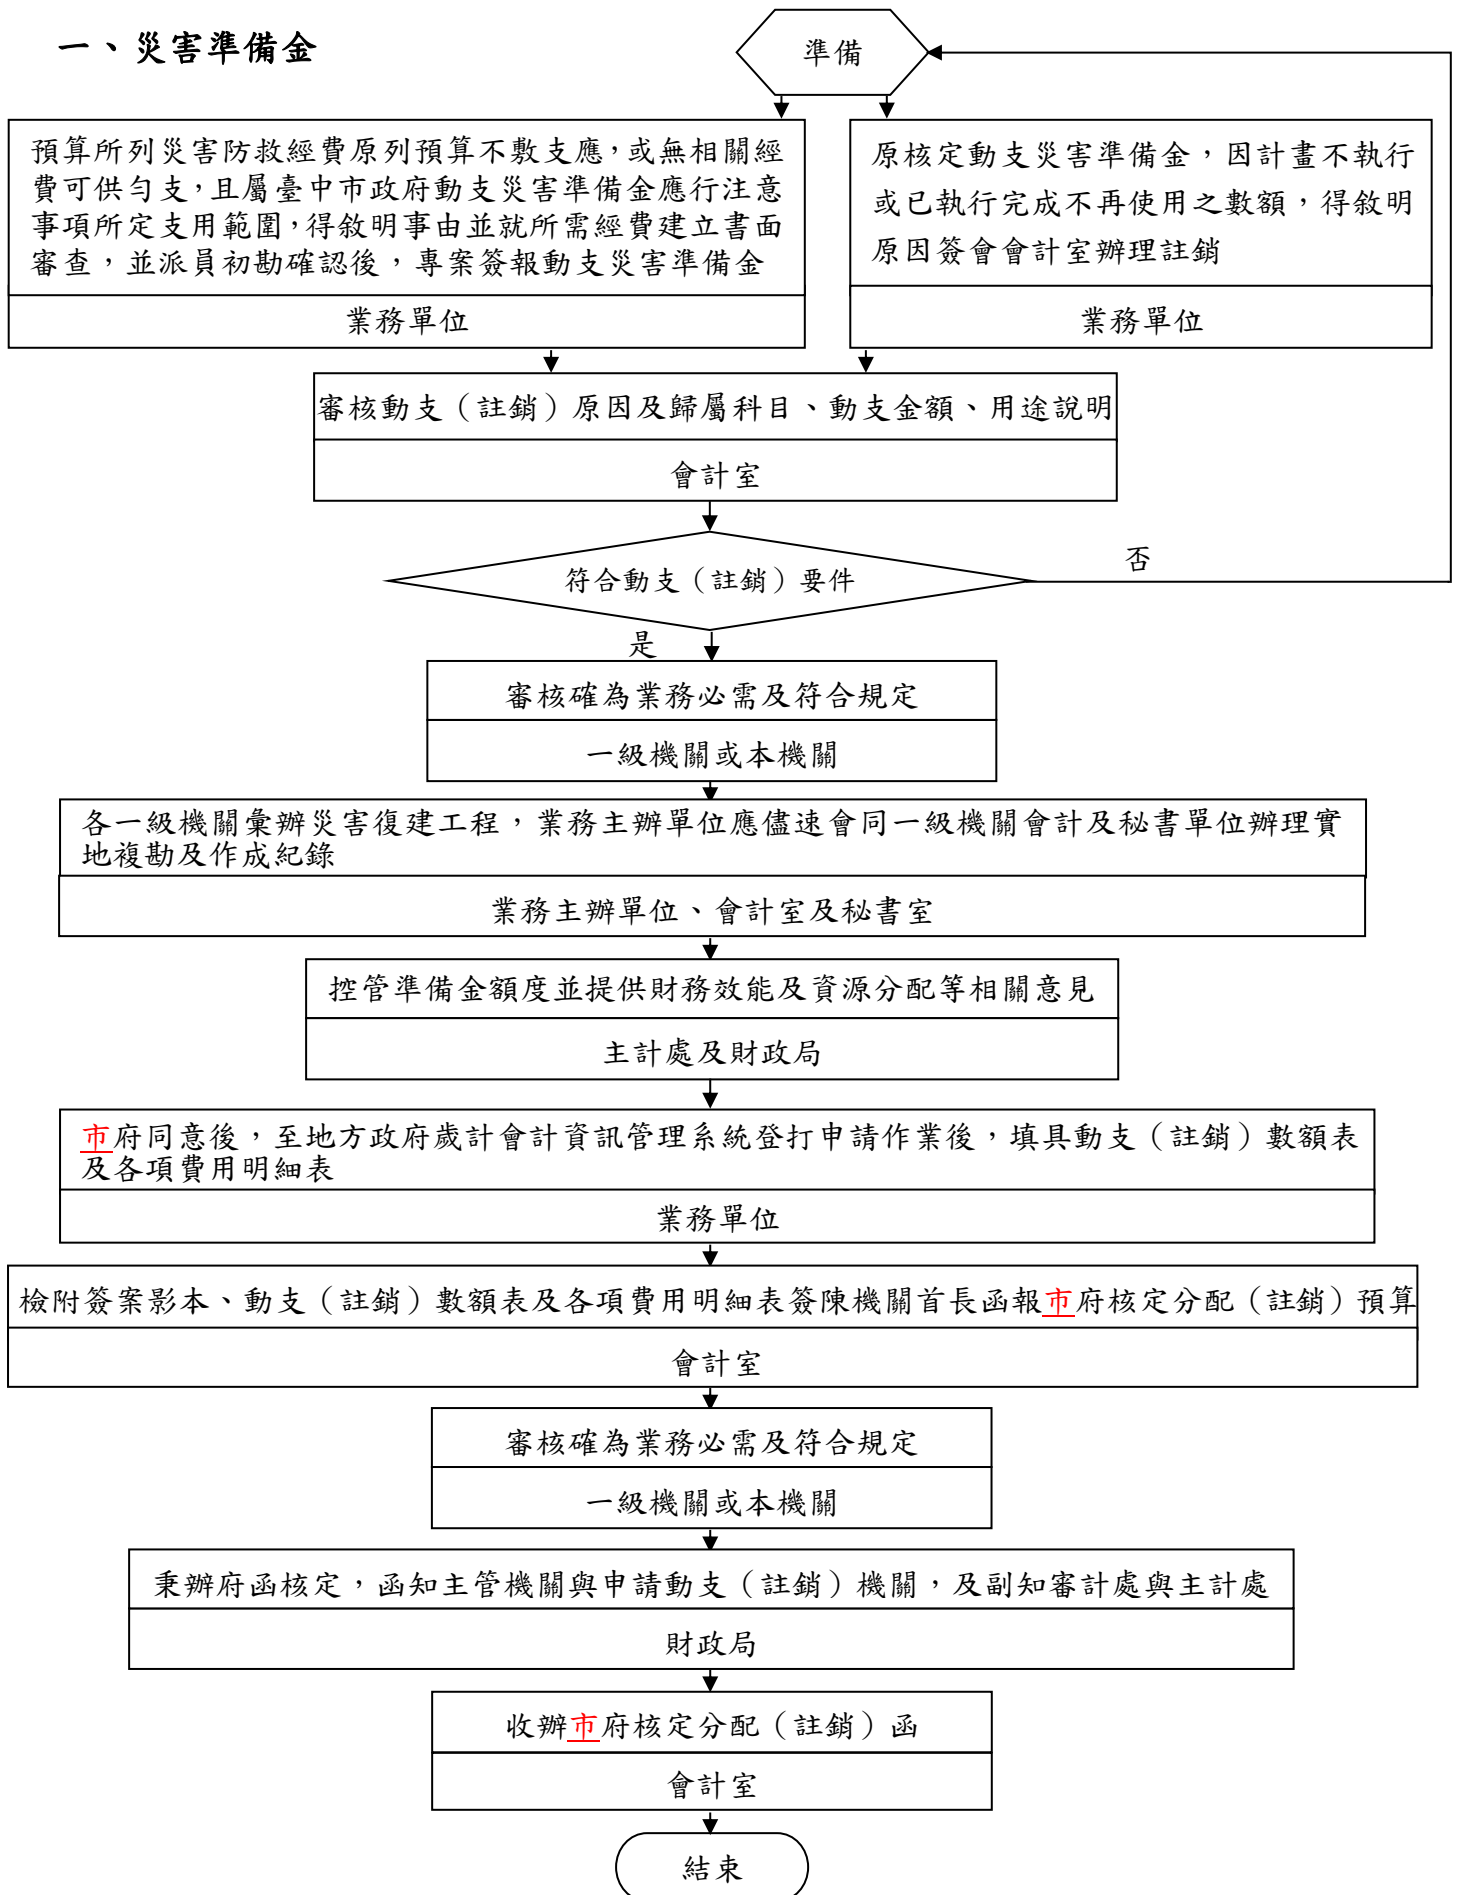 一、災害準備金
準備
預算所列災害防救經費原列預算不敷支應，或無相關經
費可供勻支，且屬臺中市政府動支災害準備金應行注意
事項所定支用範圍，得敘明事由並就所需經費建立書面
審查，並派員初勘確認後，專案簽報動支災害準備金
業務單位
原核定動支災害準備金，因計畫不執行
或已執行完成不再使用之數額，得敘明
原因簽會會計室辦理註銷
業務單位
審核動支（註銷）原因及歸屬科目、動支金額、用途說明
會計室
符合動支（註銷）要件
否
是
審核確為業務必需及符合規定
一級機關或本機關
各一級機關彙辦災害復建工程，業務主辦單位應儘速會同一級機關會計及秘書單位辦理實
地複勘及作成紀錄
業務主辦單位、會計室及秘書室
控管準備金額度並提供財務效能及資源分配等相關意見
主計處及財政局
市府同意後，至地方政府歲計會計資訊管理系統登打申請作業後，填具動支（註銷）數額表
及各項費用明細表
業務單位
檢附簽案影本、動支（註銷）數額表及各項費用明細表簽陳機關首長函報市府核定分配（註銷）預算
會計室
審核確為業務必需及符合規定
一級機關或本機關
秉辦府函核定，函知主管機關與申請動支（註銷）機關，及副知審計處與主計處
財政局
收辦市府核定分配（註銷）函
會計室
結束